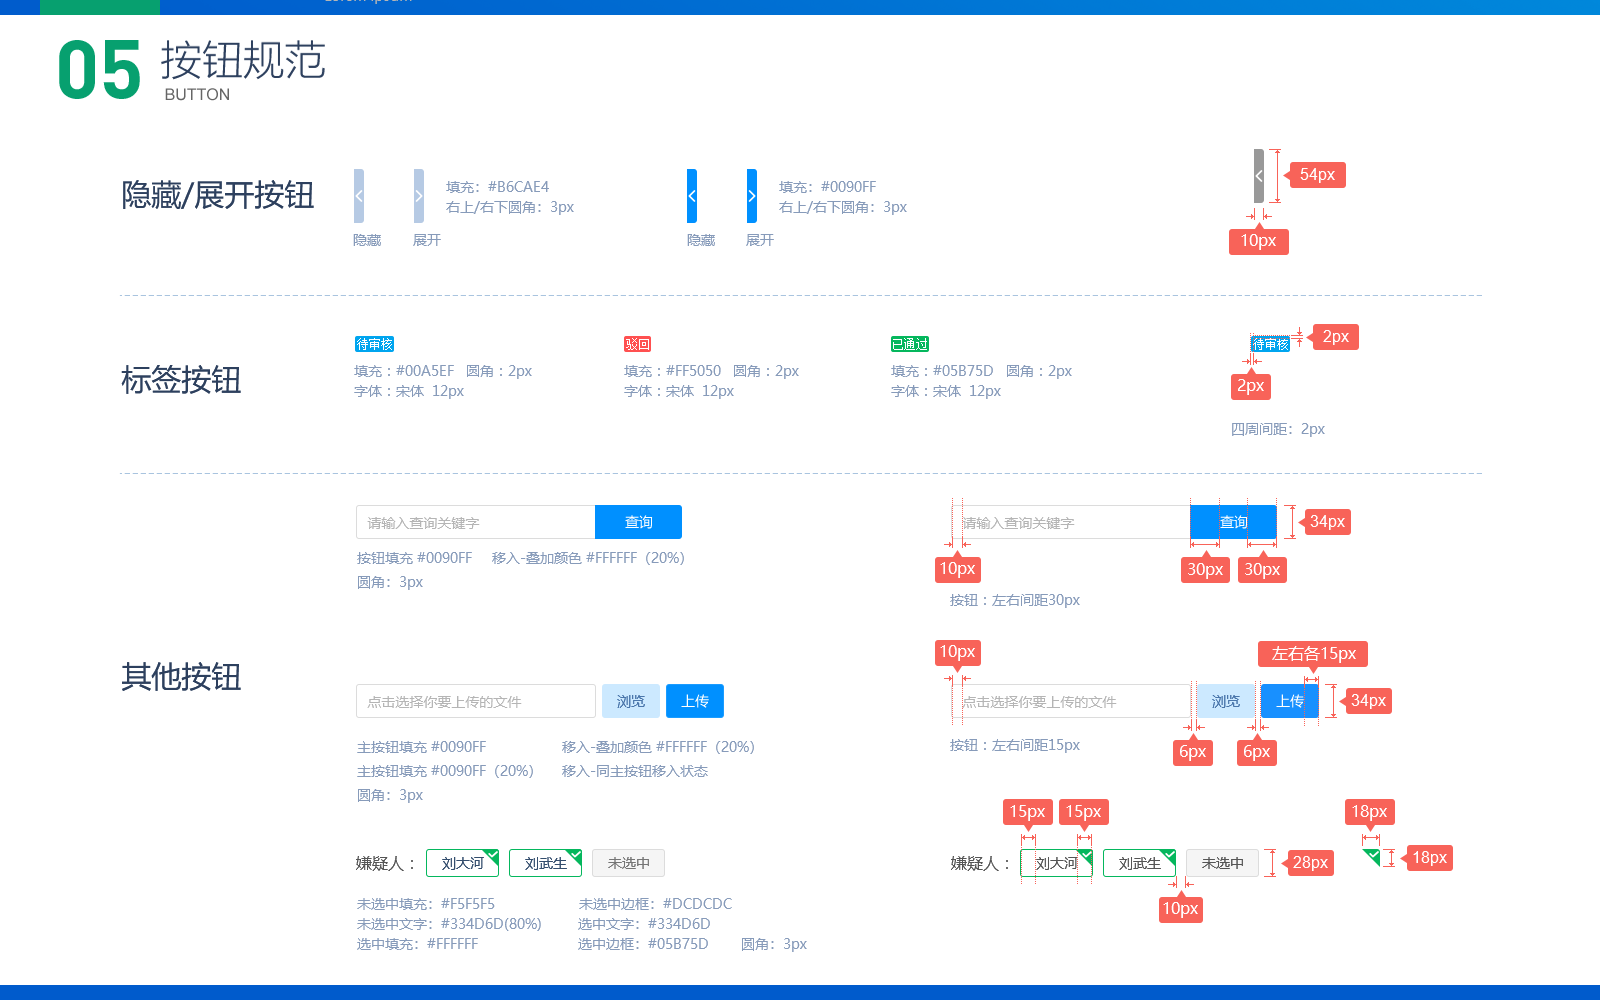 05 按钮规范
BUTTON
隐藏/展开按钮
填充：#B6CAE4
右上/右下圆角：3px
隐藏 展开
填充：#0090FF
右上/右下圆角：3px
隐藏 展开
54px
10px
标签按钮
待审核
填充：#00A5EF 圆角：2px
字体：宋体 12px
驳回
填充：#FF5050 圆角：2px
字体：宋体 12px
已通过
填充：#05B75D 圆角：2px
字体：宋体 12px
待审核
2px
2px
四周间距：2px
其他按钮
请输入查询关键字 查询
按钮填充 #0090FF 移入-叠加颜色 #FFFFFF（20%）
圆角：3px
请输入查询关键字 查询
34px
10px 30px 30px
按钮：左右间距30px
点击选择你要上传的文件 浏览 上传
主按钮填充 #0090FF 移入-叠加颜色 #FFFFFF（20%）
主按钮填充 #0090FF（20%） 移入-同主按钮移入状态
圆角：3px
10px 左右各15px
点击选择你要上传的文件 浏览 上传
34px
6px 6px
按钮：左右间距15px
嫌疑人： 刘大河 刘武生 未选中
未选中填充：#F5F5F5 未选中边框：#DCDCDC
未选中文字：#334D6D(80%) 选中文字：#334D6D
选中填充：#FFFFFF 选中边框：#05B75D 圆角：3px
15px 15px 18px
嫌疑人： 刘大河 刘武生 未选中
28px 18px
10px